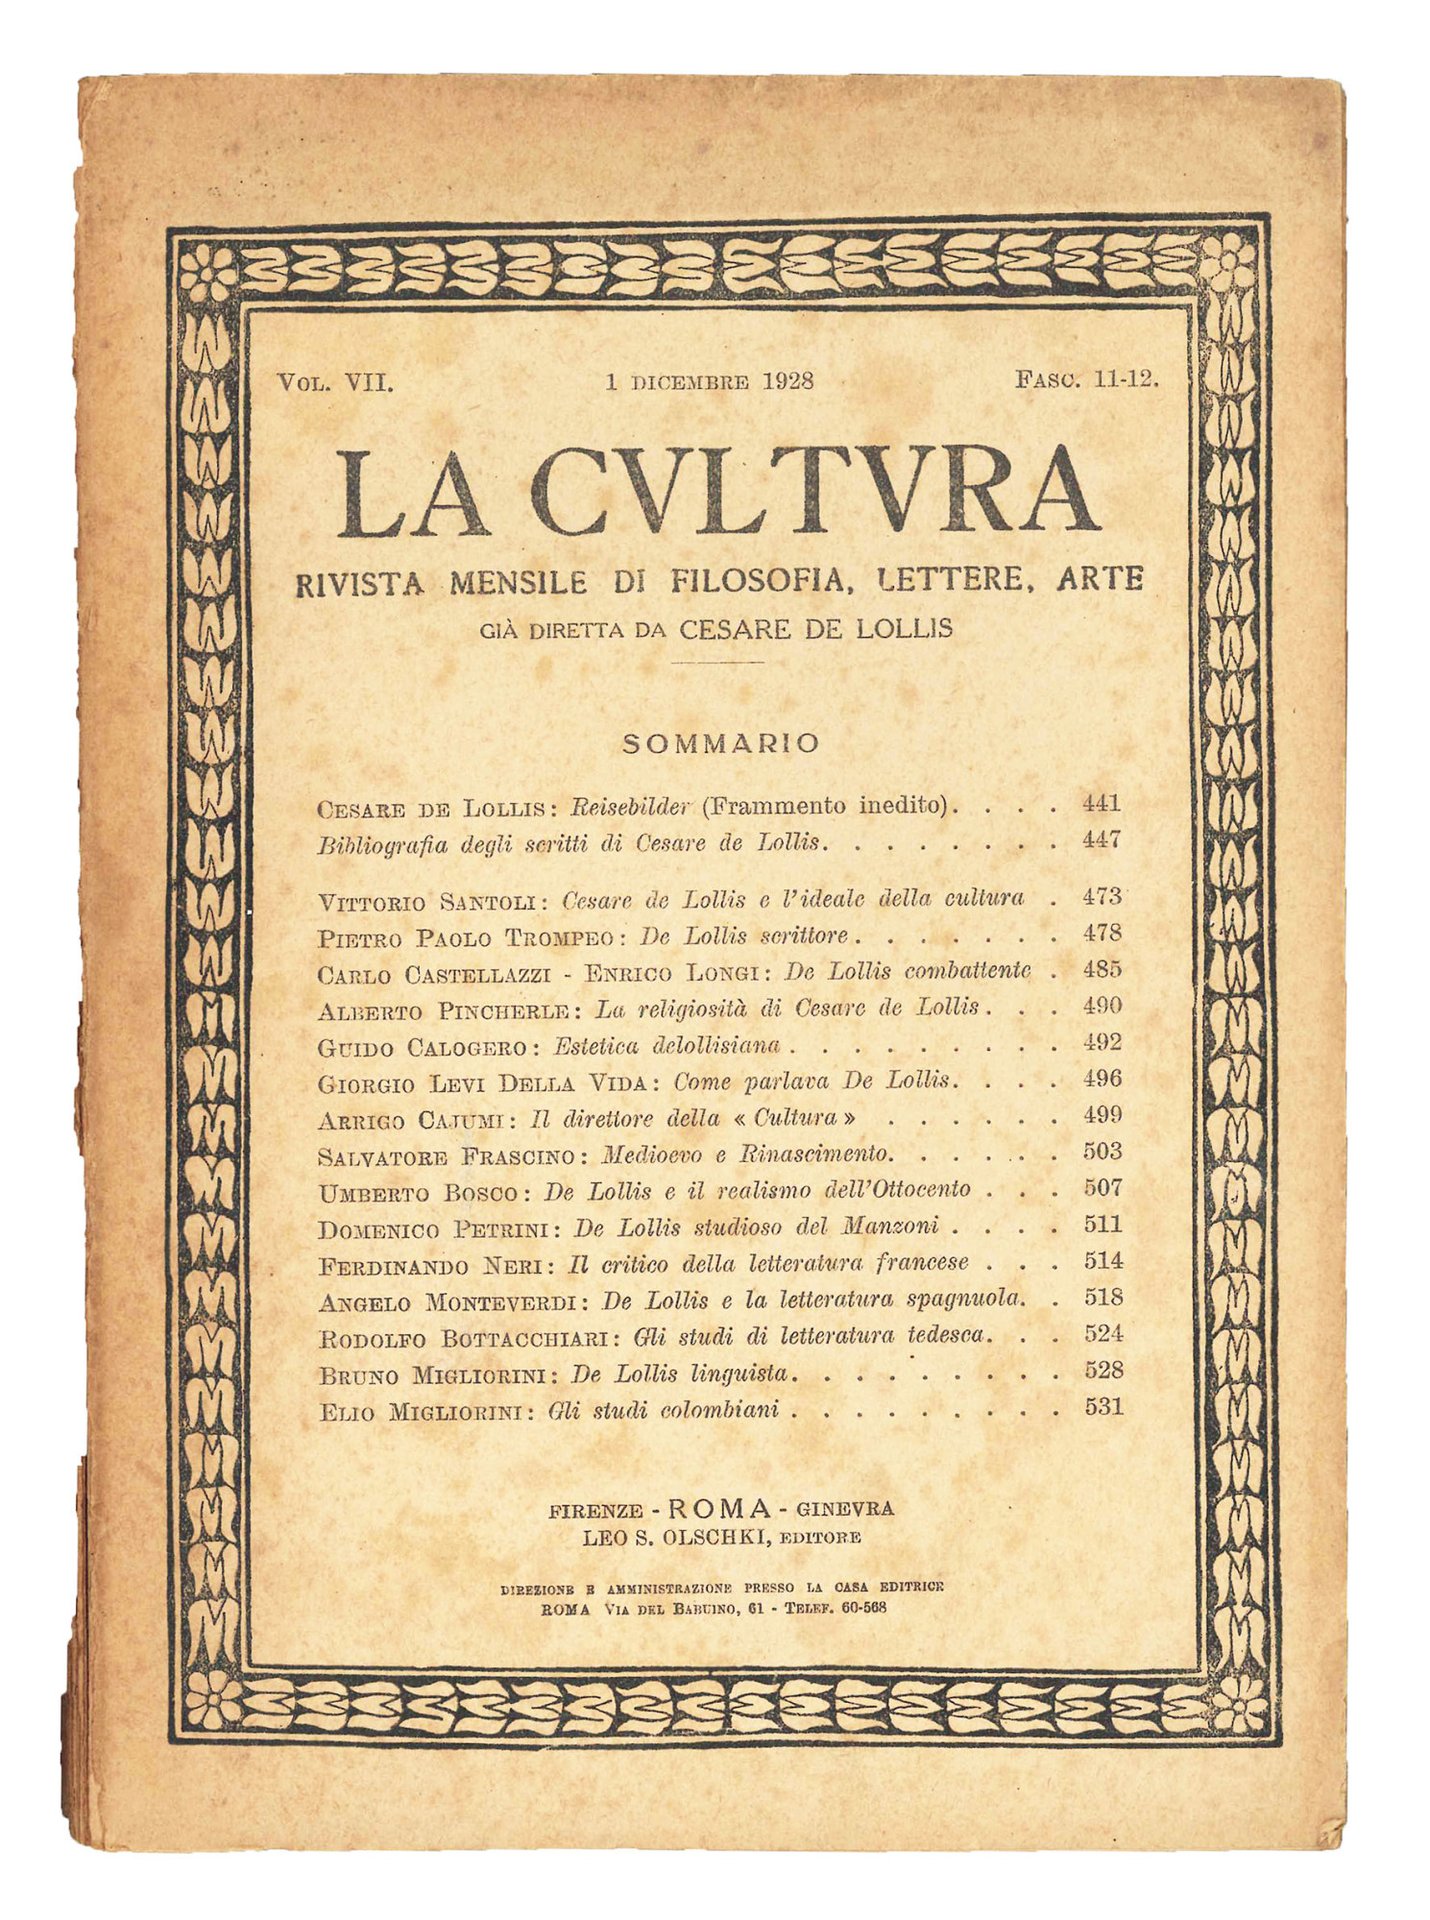 VOL. VII. 1 DICEMBRE 1928 FASC. 11-12.
LA CVLTVRA
RIVISTA MENSILE DI FILOSOFIA, LETTERE, ARTE
GIÀ DIRETTA DA CESARE DE LOLLIS
SOMMARIO
CESARE DE LOLLIS: Reisebilder (Frammento inedito). . . . 441
Bibliografia degli scritti di Cesare de Lollis. . . . . . . . 447
VITTORIO SANTOLI: Cesare de Lollis e l'ideale della cultura . 473
PIETRO PAOLO TROMPEO: De Lollis scrittore. . . . . . . 478
CARLO CASTELLAZZI - ENRICO LONGI: De Lollis combattente . 485
ALBERTO PINCHERLE: La religiosità di Cesare de Lollis. . . 490
GUIDO CALOGERO: Estetica delollisiana . . . . . . . . . 492
GIORGIO LEVI DELLA VIDA: Come parlava De Lollis. . . . 496
ARRIGO CAJUMI: Il direttore della « Cultura » . . . . . . 499
SALVATORE FRASCINO: Medioevo e Rinascimento. . . . . . 503
UMBERTO BOSCO: De Lollis e il realismo dell'Ottocento . . . 507
DOMENICO PETRINI: De Lollis studioso del Manzoni . . . . 511
FERDINANDO NERI: Il critico della letteratura francese . . . 514
ANGELO MONTEVERDI: De Lollis e la letteratura spagnuola. . 518
RODOLFO BOTTACCHIARI: Gli studi di letteratura tedesca. . . 524
BRUNO MIGLIORINI: De Lollis linguista. . . . . . . . . 528
ELIO MIGLIORINI: Gli studi colombiani . . . . . . . . . 531
FIRENZE - ROMA - GINEVRA
LEO S. OLSCHKI, EDITORE
DIREZIONE E AMMINISTRAZIONE PRESSO LA CASA EDITRICE
ROMA VIA DEL BABUINO, 61 - TELEF. 60-568